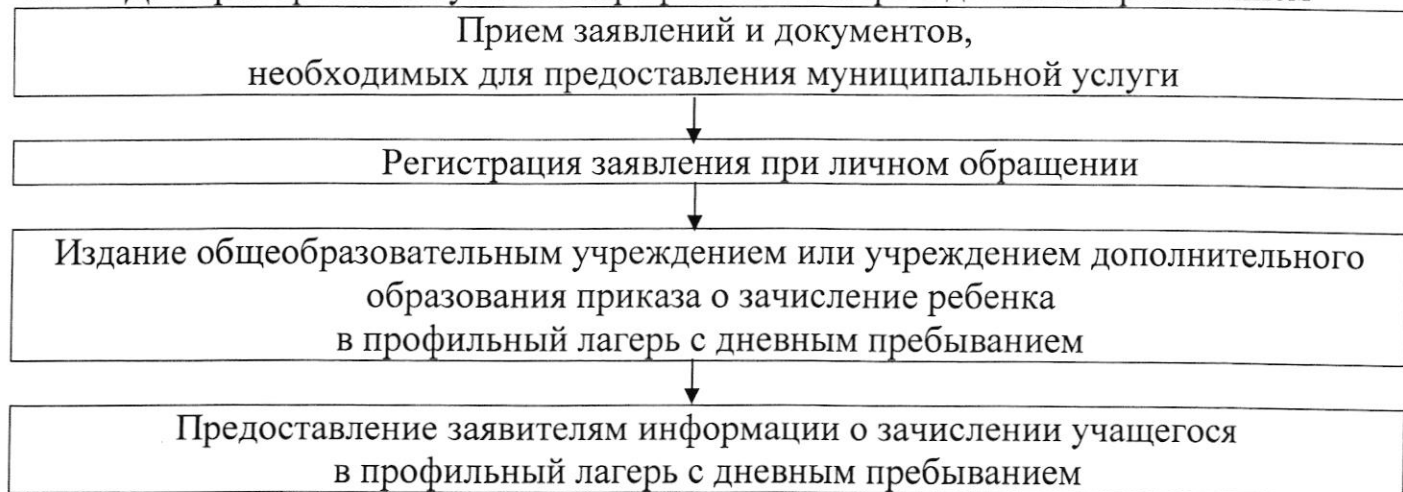 Прием заявлений и документов,
необходимых для предоставления муниципальной услуги
Регистрация заявления при личном обращении
Издание общеобразовательным учреждением или учреждением дополнительного
образования приказа о зачисление ребенка
в профильный лагерь с дневным пребыванием
Предоставление заявителям информации о зачислении учащегося
в профильный лагерь с дневным пребыванием